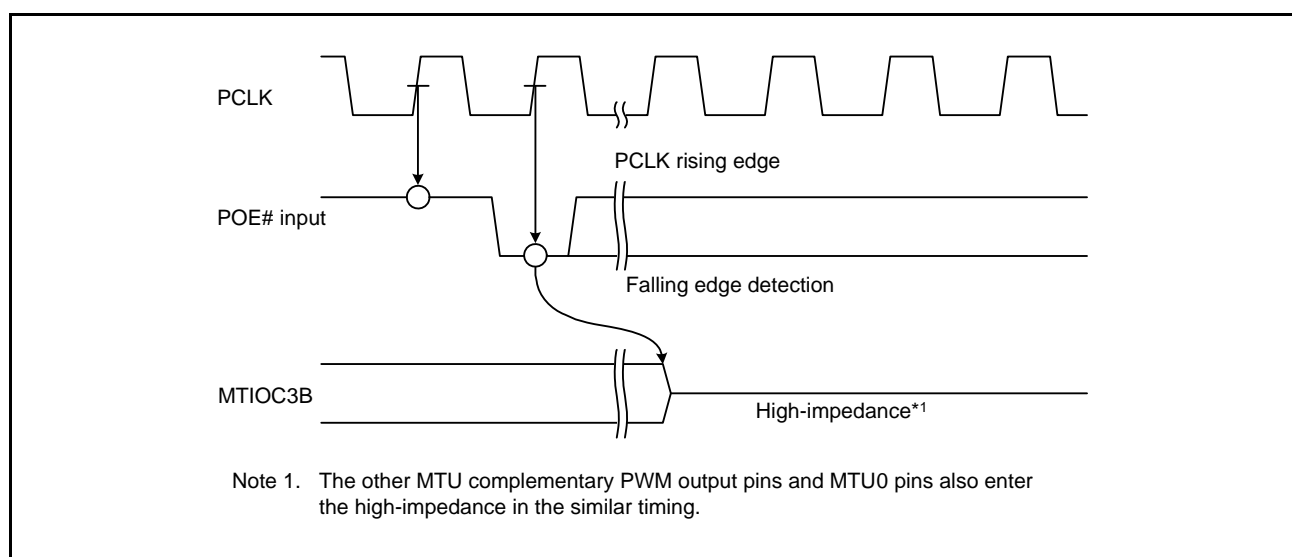 PCLK
PCLK rising edge
POE# input
Falling edge detection
MTIOC3B
High-impedance*1
Note 1. The other MTU complementary PWM output pins and MTU0 pins also enter
the high-impedance in the similar timing.